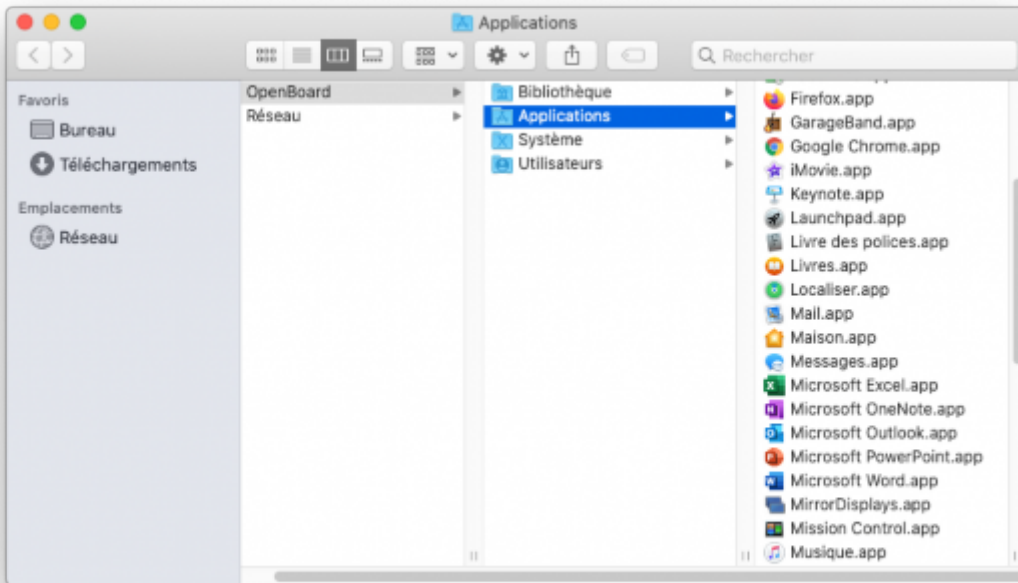 Applications
Rechercher
Favoris
Bureau
Téléchargements
Emplacements
Réseau
OpenBoard
Réseau
Bibliothèque
Applications
Système
Utilisateurs
Firefox.app
GarageBand.app
Google Chrome.app
iMovie.app
Keynote.app
Launchpad.app
Livre des polices.app
Livres.app
Localiser.app
Mail.app
Maison.app
Messages.app
Microsoft Excel.app
Microsoft OneNote.app
Microsoft Outlook.app
Microsoft PowerPoint.app
Microsoft Word.app
MirrorDisplays.app
Mission Control.app
Musique.app